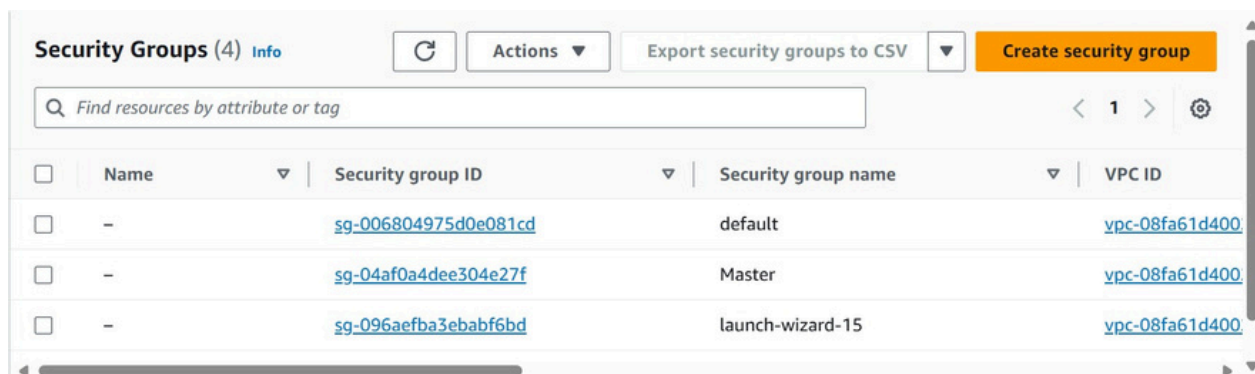 Security Groups (4) Info Actions Export security groups to CSV Create security group
Find resources by attribute or tag 1
Name Security group ID Security group name VPC ID
– sg-006804975d0e081cd default vpc-08fa61d400
– sg-04af0a4dee304e27f Master vpc-08fa61d400
– sg-096aefba3ebabf6bd launch-wizard-15 vpc-08fa61d400